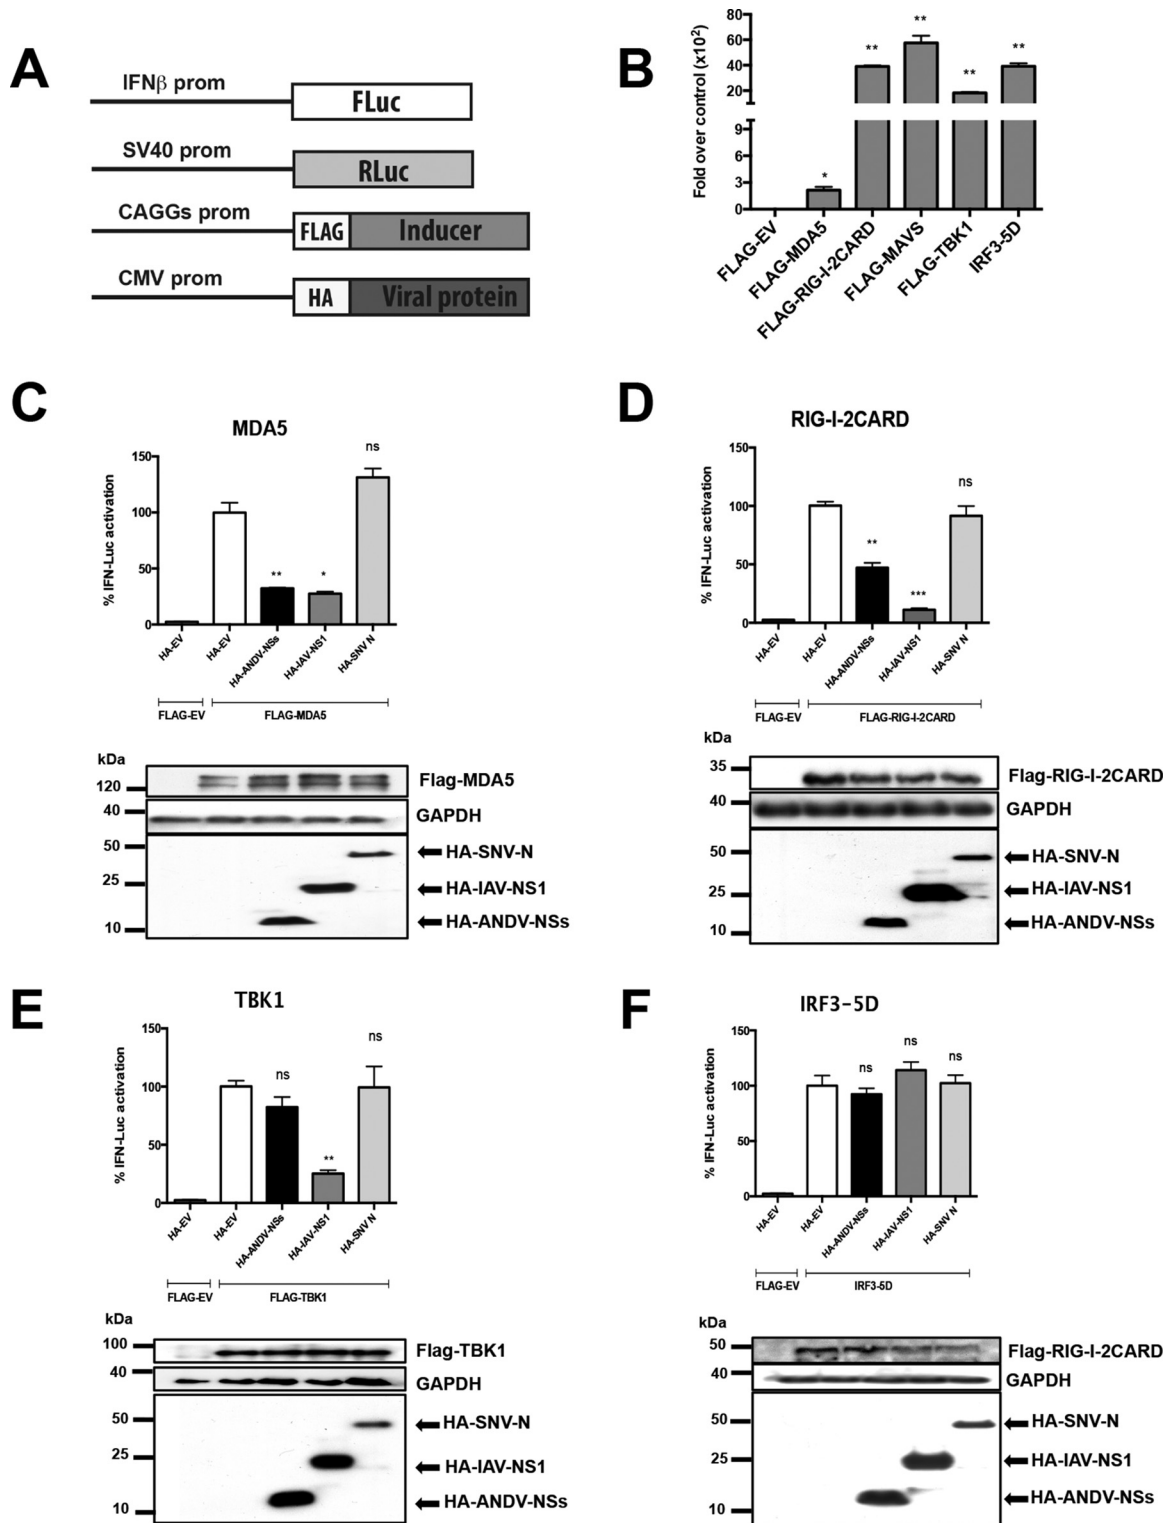 A
IFNβ prom
FLuc
SV40 prom
RLuc
CAGGs prom
FLAG
Inducer
CMV prom
HA
Viral protein
B
Fold over control (x10²)
80
60
40
20
9
6
3
0
*
**
**
**
**
FLAG-EV
FLAG-MDA5
FLAG-RIG-I-2CARD
FLAG-MAVS
FLAG-TBK1
IRF3-5D
C
MDA5
% IFN-Luc activation
150
100
50
0
**
*
ns
HA-EV
HA-EV
HA-ANDV-NSs
HA-IAV-NS1
HA-SNV N
FLAG-EV
FLAG-MDA5
kDa
120
Flag-MDA5
40
GAPDH
50
HA-SNV-N
25
HA-IAV-NS1
10
HA-ANDV-NSs
D
RIG-I-2CARD
% IFN-Luc activation
150
100
50
0
**
***
ns
HA-EV
HA-EV
HA-ANDV-NSs
HA-IAV-NS1
HA-SNV N
FLAG-EV
FLAG-RIG-I-2CARD
kDa
35
Flag-RIG-I-2CARD
40
GAPDH
50
HA-SNV-N
25
HA-IAV-NS1
10
HA-ANDV-NSs
E
TBK1
% IFN-Luc activation
150
100
50
0
ns
**
ns
HA-EV
HA-EV
HA-ANDV-NSs
HA-IAV-NS1
HA-SNV N
FLAG-EV
FLAG-TBK1
kDa
100
Flag-TBK1
40
GAPDH
50
HA-SNV-N
25
HA-IAV-NS1
10
HA-ANDV-NSs
F
IRF3-5D
% IFN-Luc activation
150
100
50
0
ns
ns
ns
HA-EV
HA-EV
HA-ANDV-NSs
HA-IAV-NS1
HA-SNV N
FLAG-EV
IRF3-5D
kDa
50
Flag-RIG-I-2CARD
40
GAPDH
50
HA-SNV-N
25
HA-IAV-NS1
10
HA-ANDV-NSs